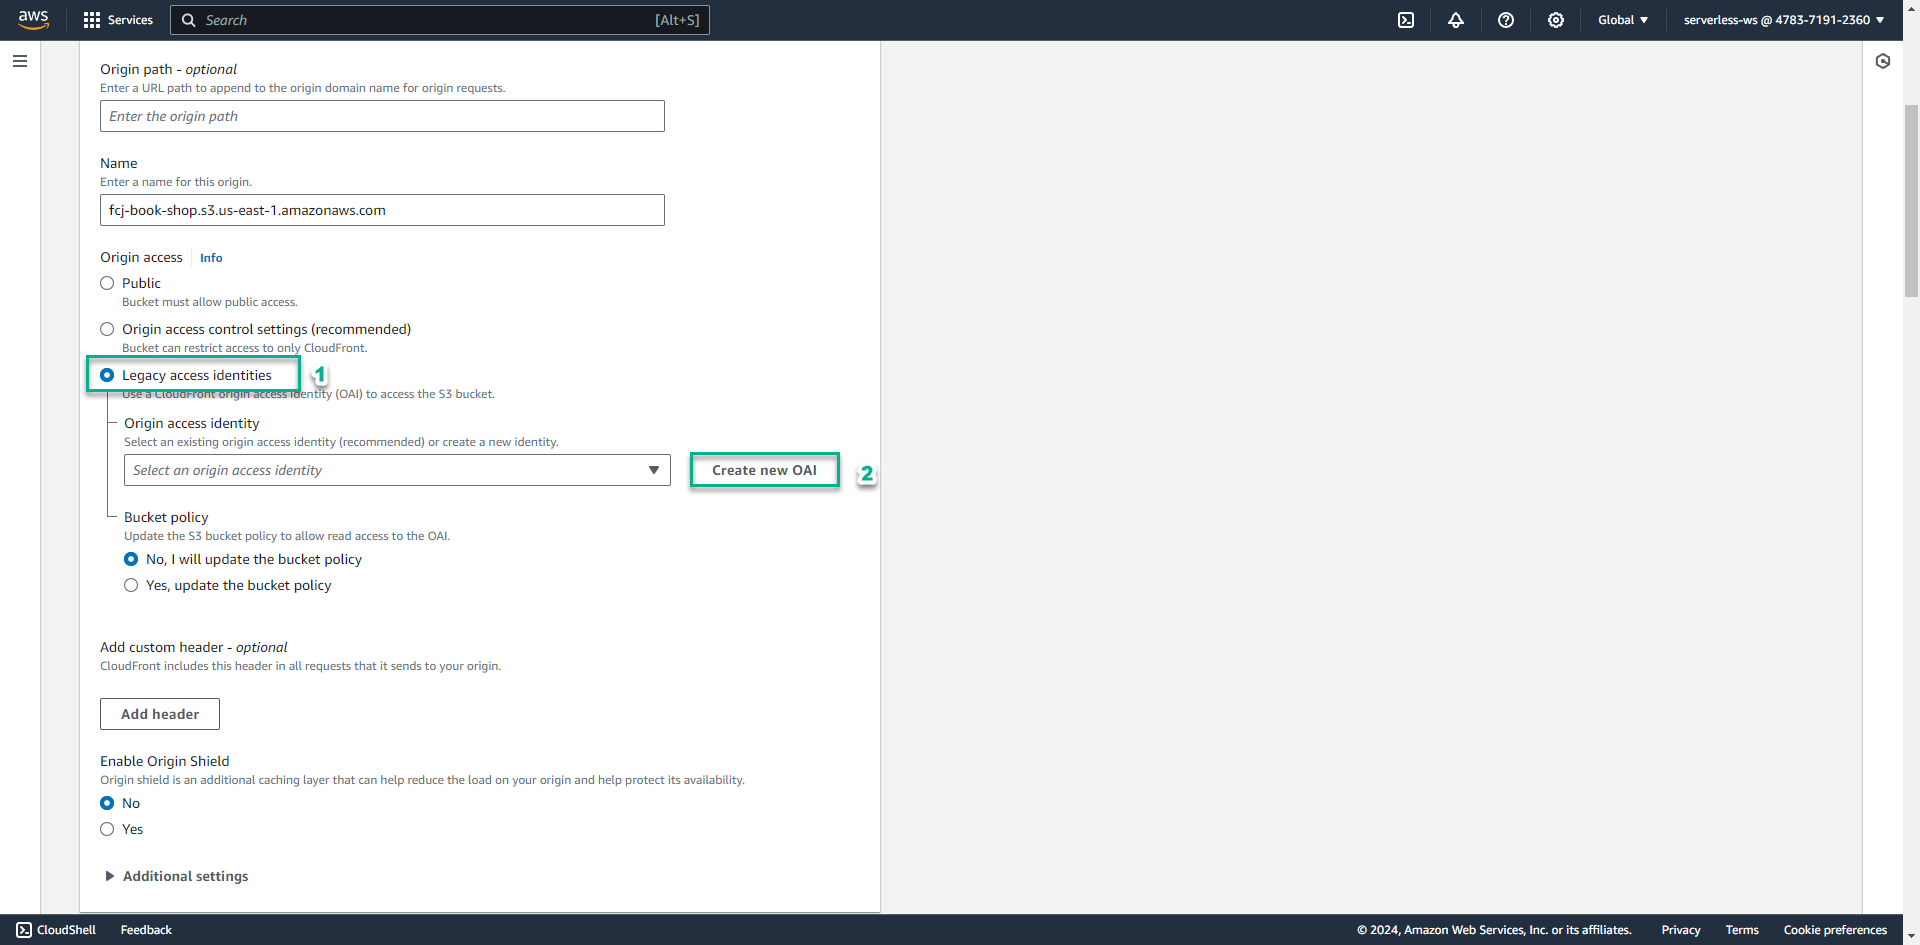 aws
Services
Search
[Alt+S]
Global
serverless-ws @ 4783-7191-2360
Origin path - optional
Enter a URL path to append to the origin domain name for origin requests.
Enter the origin path
Name
Enter a name for this origin.
fcj-book-shop.s3.us-east-1.amazonaws.com
Origin access
Info
Public
Bucket must allow public access.
Origin access control settings (recommended)
Bucket can restrict access to only CloudFront.
Legacy access identities
1
Use a CloudFront origin access identity (OAI) to access the S3 bucket.
Origin access identity
Select an existing origin access identity (recommended) or create a new identity.
Select an origin access identity
Create new OAI
2
Bucket policy
Update the S3 bucket policy to allow read access to the OAI.
No, I will update the bucket policy
Yes, update the bucket policy
Add custom header - optional
CloudFront includes this header in all requests that it sends to your origin.
Add header
Enable Origin Shield
Origin shield is an additional caching layer that can help reduce the load on your origin and help protect its availability.
No
Yes
Additional settings
CloudShell
Feedback
© 2024, Amazon Web Services, Inc. or its affiliates.
Privacy
Terms
Cookie preferences